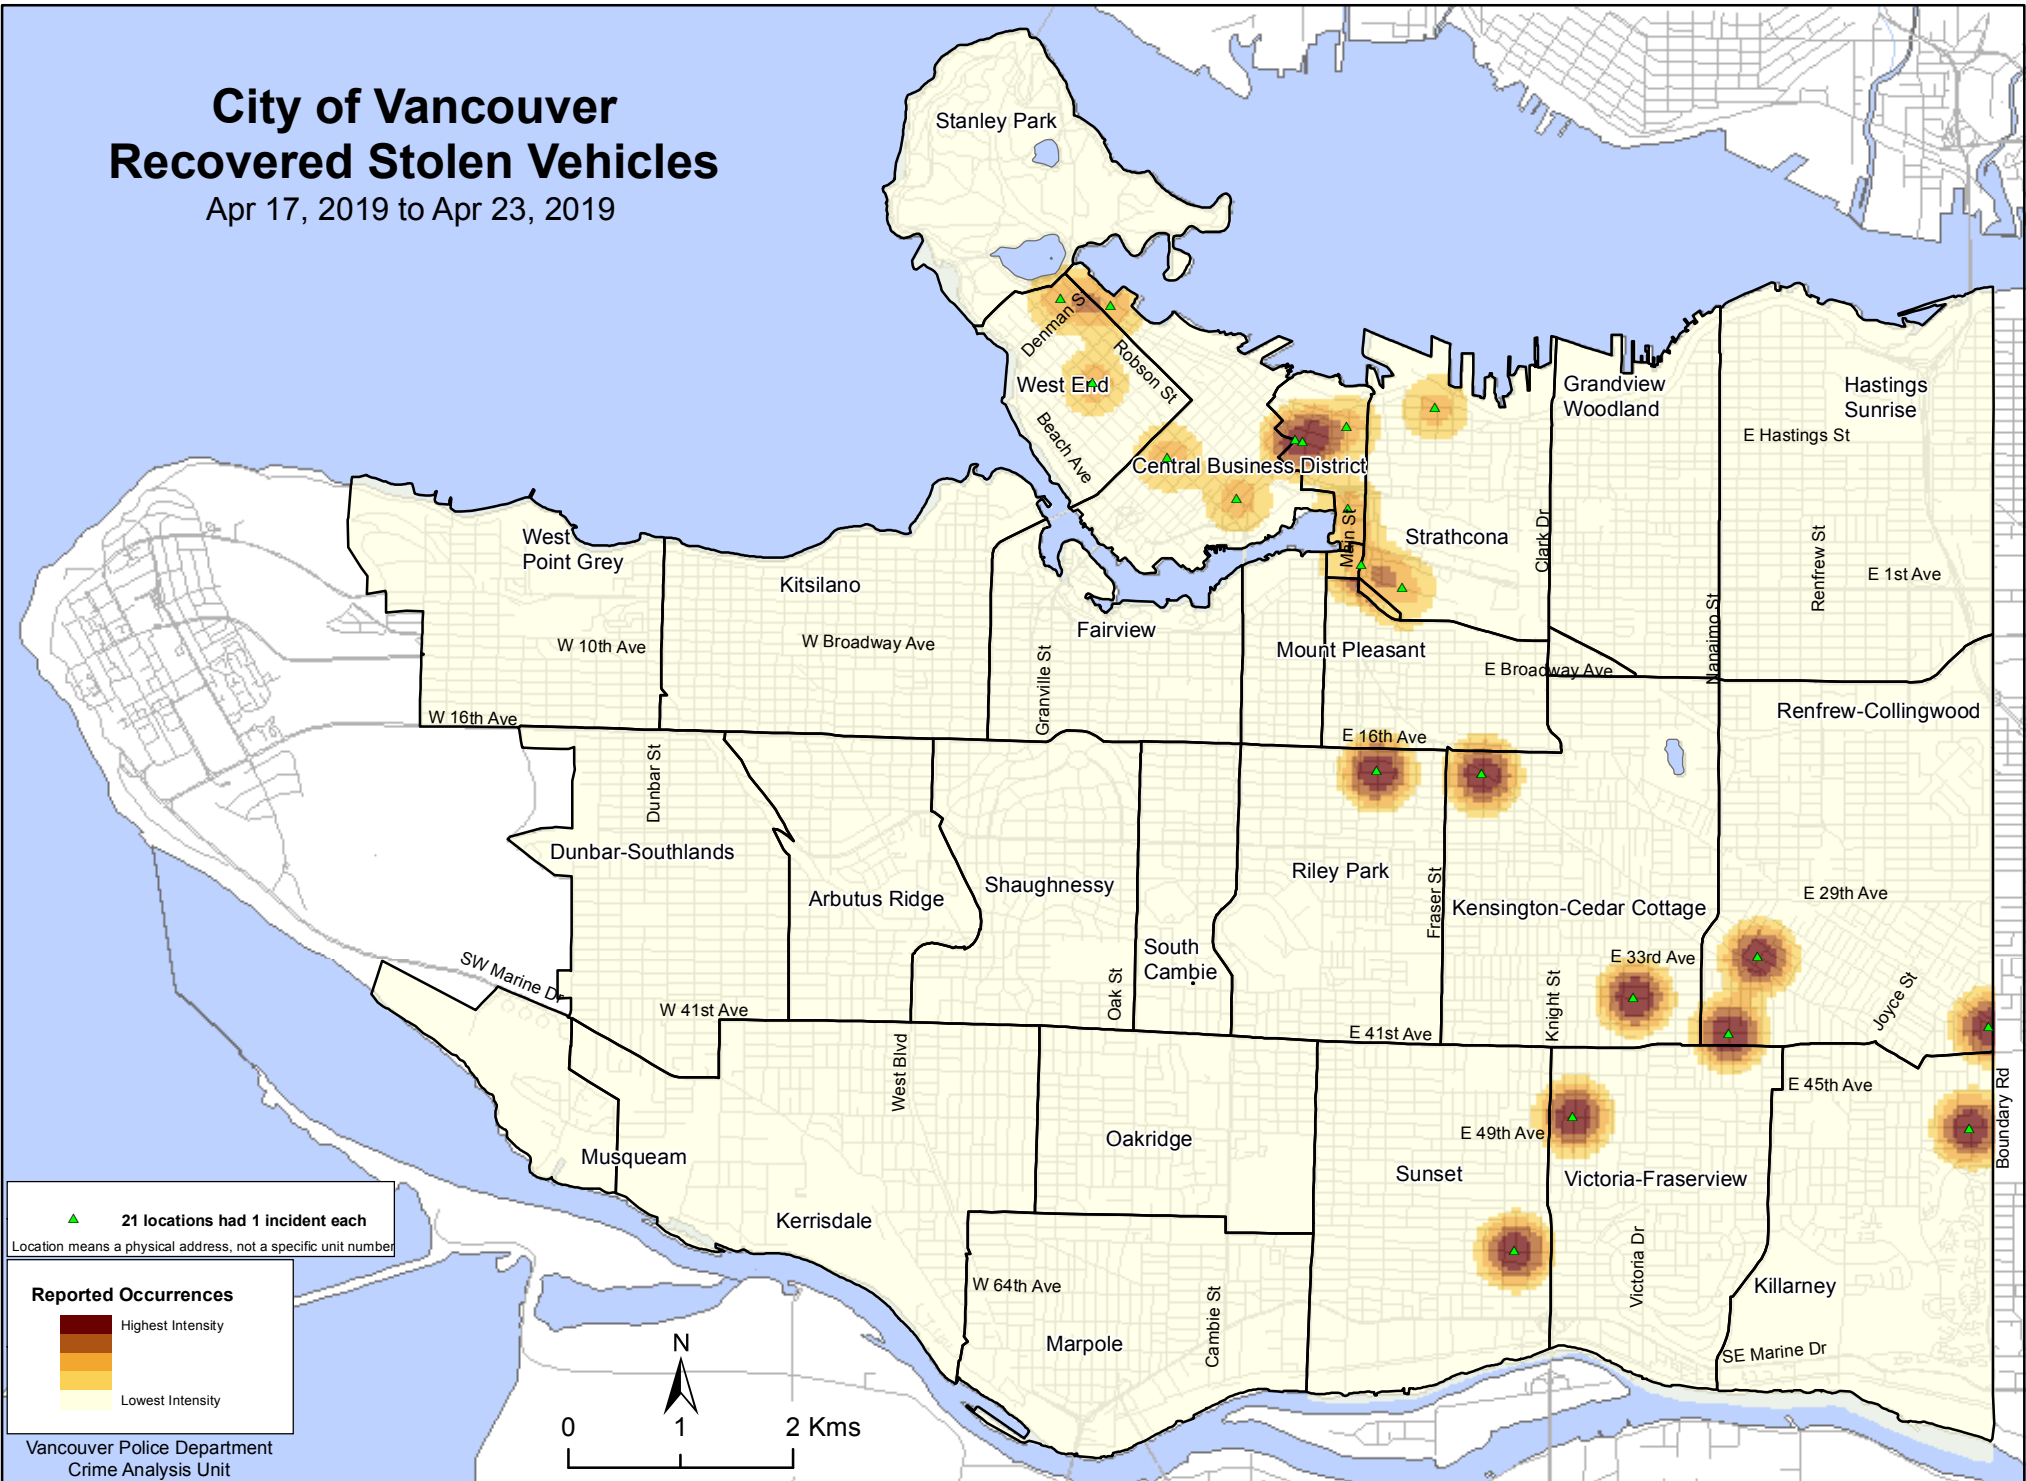 City of Vancouver
Recovered Stolen Vehicles
Apr 17, 2019 to Apr 23, 2019
Stanley Park
Denman St
Robson St
West End
Beach Ave
Central Business District
Main St
Strathcona
Clark Dr
Grandview
Woodland
Hastings
Sunrise
E Hastings St
Renfrew St
E 1st Ave
Nanaimo St
West
Point Grey
Kitsilano
W 10th Ave
W Broadway Ave
Fairview
Granville St
Mount Pleasant
E Broadway Ave
Renfrew-Collingwood
W 16th Ave
E 16th Ave
Dunbar St
Dunbar-Southlands
Arbutus Ridge
Shaughnessy
South
Cambie
Oak St
Riley Park
Fraser St
Kensington-Cedar Cottage
E 29th Ave
E 33rd Ave
Knight St
Joyce St
SW Marine Dr
W 41st Ave
E 41st Ave
West Blvd
E 45th Ave
Boundary Rd
Oakridge
E 49th Ave
Sunset
Victoria-Fraserview
Musqueam
Kerrisdale
Victoria Dr
Killarney
W 64th Ave
Cambie St
Marpole
SE Marine Dr
21 locations had 1 incident each
Location means a physical address, not a specific unit number
Reported Occurrences
Highest Intensity
Lowest Intensity
N
0 1 2 Kms
Vancouver Police Department
Crime Analysis Unit